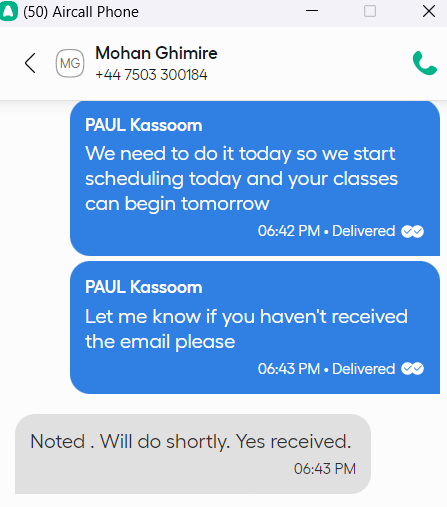 (50) Aircall Phone
MG
Mohan Ghimire
+44 7503 300184
PAUL Kassoom
We need to do it today so we start
scheduling today and your classes
can begin tomorrow
06:42 PM • Delivered
PAUL Kassoom
Let me know if you haven't received
the email please
06:43 PM • Delivered
Noted . Will do shortly. Yes received.
06:43 PM